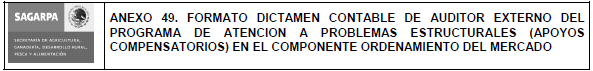 SAGARPA
SECRETARÍA DE AGRICULTURA,
GANADERÍA, DESARROLLO RURAL,
PESCA Y ALIMENTACIÓN
ANEXO 49. FORMATO DICTAMEN CONTABLE DE AUDITOR EXTERNO DEL
PROGRAMA DE ATENCION A PROBLEMAS ESTRUCTURALES (APOYOS
COMPENSATORIOS) EN EL COMPONENTE ORDENAMIENTO DEL MERCADO